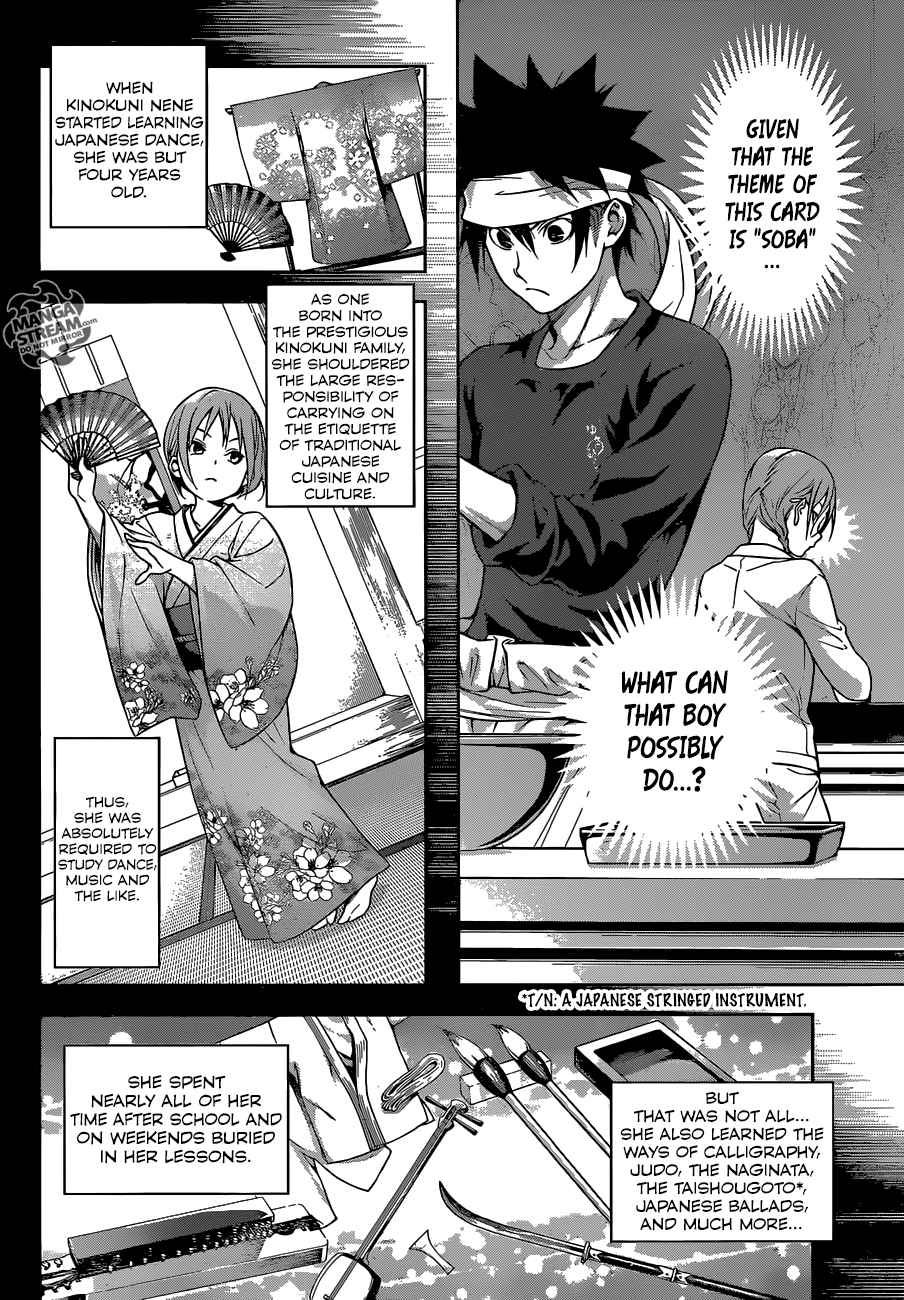 GIVEN
THAT THE
THEME OF
THIS CARD
IS "SOBA"
...
WHAT CAN
THAT BOY
POSSIBLY
DO...?
WHEN
KINOKUNI NENE
STARTED LEARNING
JAPANESE DANCE,
SHE WAS BUT
FOUR YEARS
OLD.
AS ONE
BORN INTO
THE PRESTIGIOUS
KINOKUNI FAMILY,
SHE SHOULDERED
THE LARGE RES-
PONSIBILITY OF
CARRYING ON
THE ETIQUETTE
OF TRADITIONAL
JAPANESE
CUISINE AND
CULTURE.
MANGA
STREAM.com
DO NOT MIRROR
THUS,
SHE WAS
ABSOLUTELY
REQUIRED TO
STUDY DANCE,
MUSIC AND
THE LIKE.
*T/N: A JAPANESE STRINGED INSTRUMENT.
BUT
THAT WAS NOT ALL...
SHE ALSO LEARNED THE
WAYS OF CALLIGRAPHY,
JUDO, THE NAGINATA,
THE TAISHOUGOTO*,
JAPANESE BALLADS,
AND MUCH MORE...
SHE SPENT
NEARLY ALL OF HER
TIME AFTER SCHOOL AND
ON WEEKENDS BURIED
IN HER LESSONS.